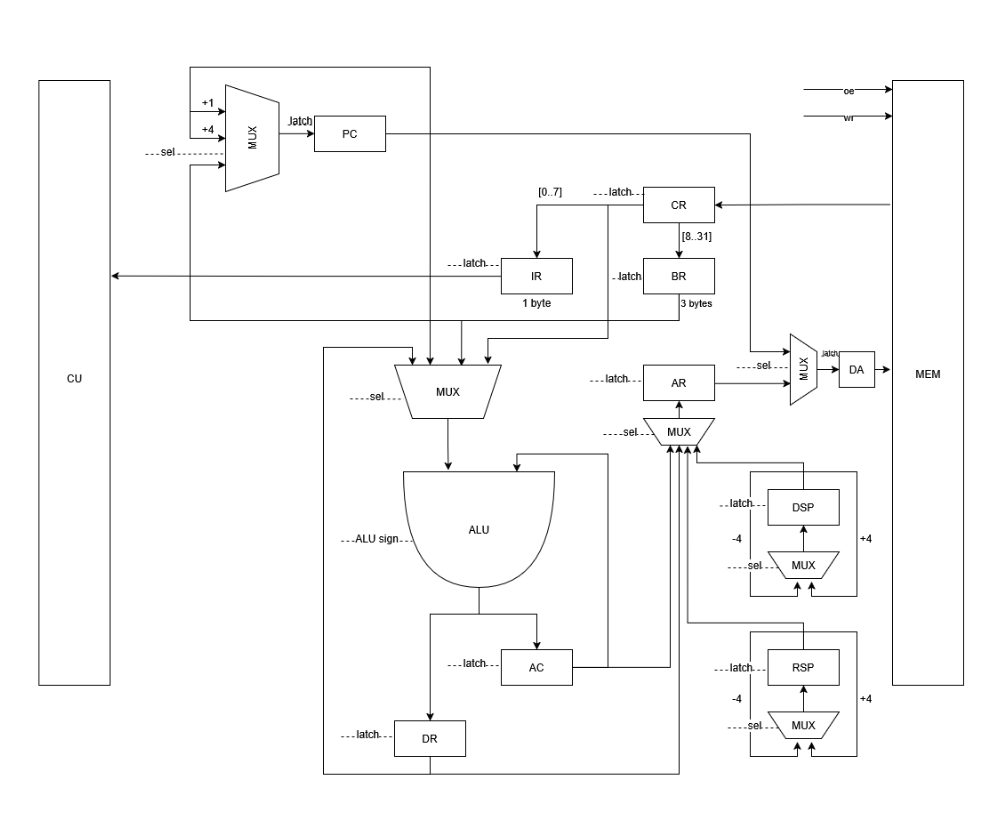 CU
+1
+4
sel
MUX
latch
PC
oe
wr
MEM
[0..7]
latch
CR
[8..31]
latch
IR
1 byte
latch
BR
3 bytes
sel
MUX
latch
DA
latch
AR
sel
MUX
sel
MUX
ALU sign
ALU
latch
DSP
-4
+4
sel
MUX
latch
RSP
-4
+4
sel
MUX
latch
AC
latch
DR